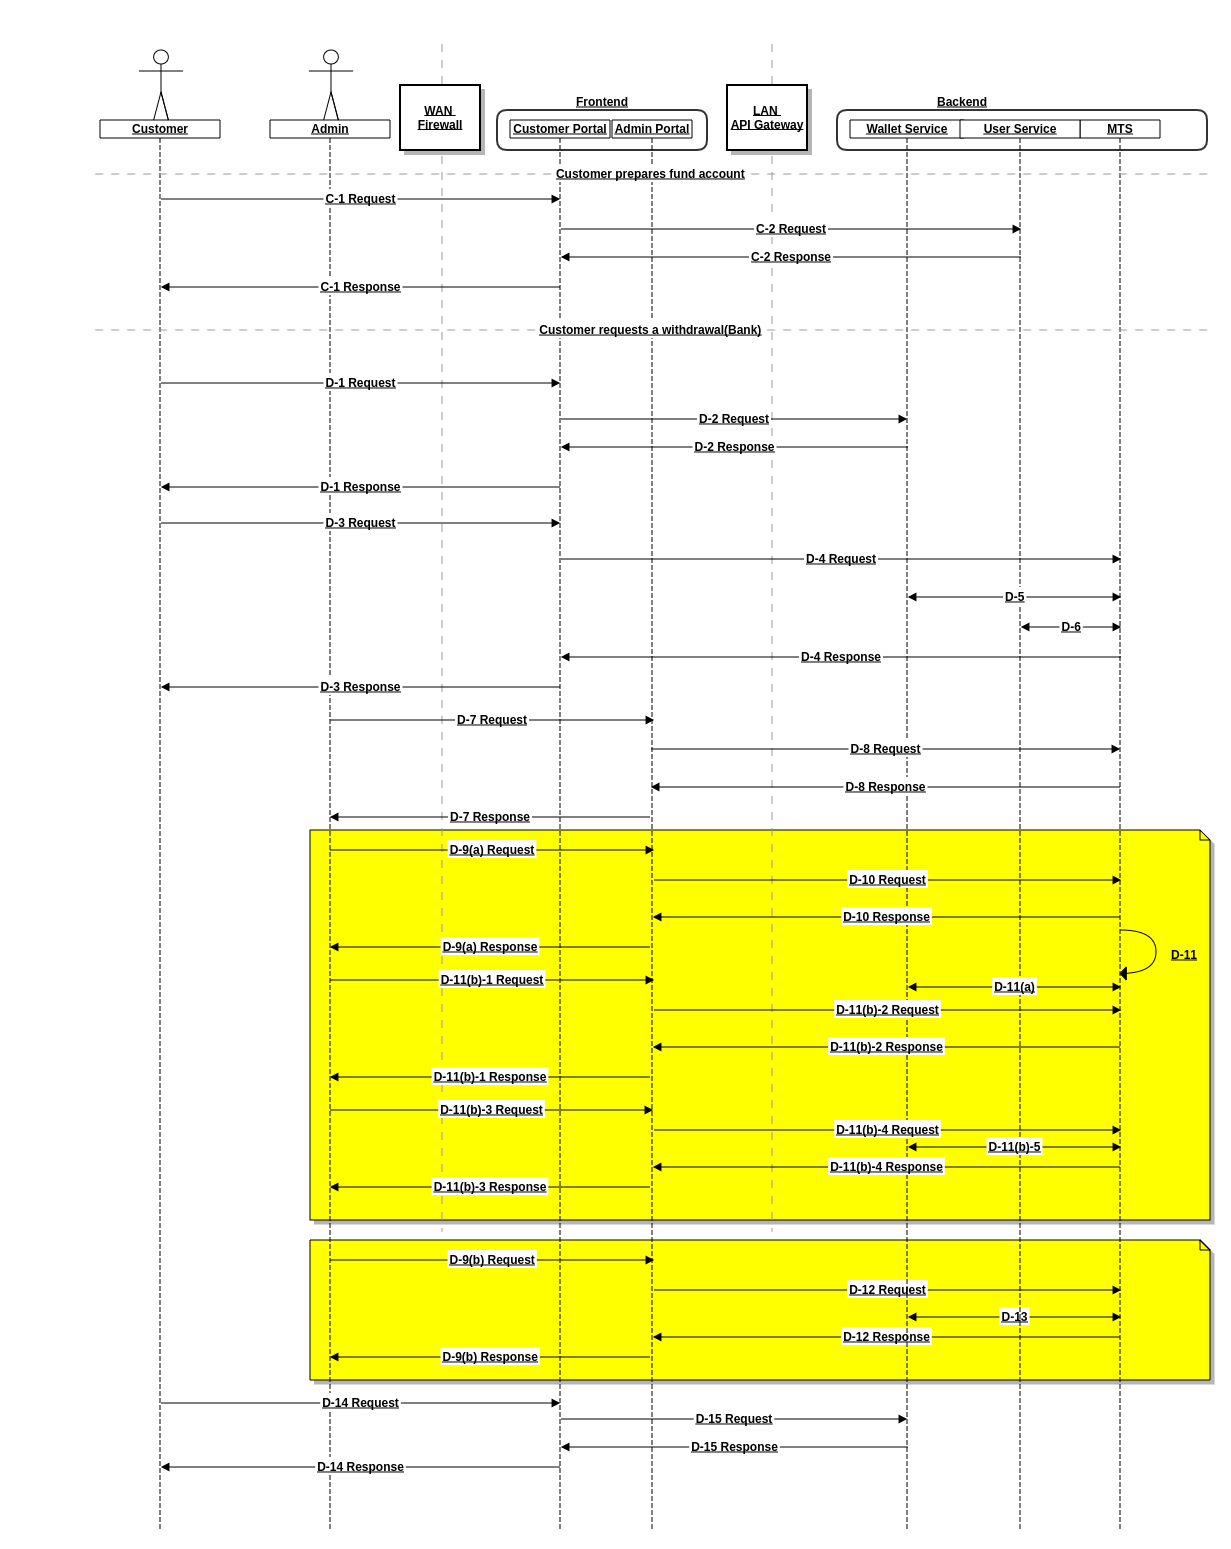 Frontend
Backend
WAN
Firewall
LAN
API Gateway
Customer
Admin
Customer Portal
Admin Portal
Wallet Service
User Service
MTS
Customer prepares fund account
C-1 Request
C-2 Request
C-2 Response
C-1 Response
Customer requests a withdrawal(Bank)
D-1 Request
D-2 Request
D-2 Response
D-1 Response
D-3 Request
D-4 Request
D-5
D-6
D-4 Response
D-3 Response
D-7 Request
D-8 Request
D-8 Response
D-7 Response
D-9(a) Request
D-10 Request
D-10 Response
D-9(a) Response
D-11
D-11(b)-1 Request
D-11(a)
D-11(b)-2 Request
D-11(b)-2 Response
D-11(b)-1 Response
D-11(b)-3 Request
D-11(b)-4 Request
D-11(b)-5
D-11(b)-4 Response
D-11(b)-3 Response
D-9(b) Request
D-12 Request
D-13
D-12 Response
D-9(b) Response
D-14 Request
D-15 Request
D-15 Response
D-14 Response